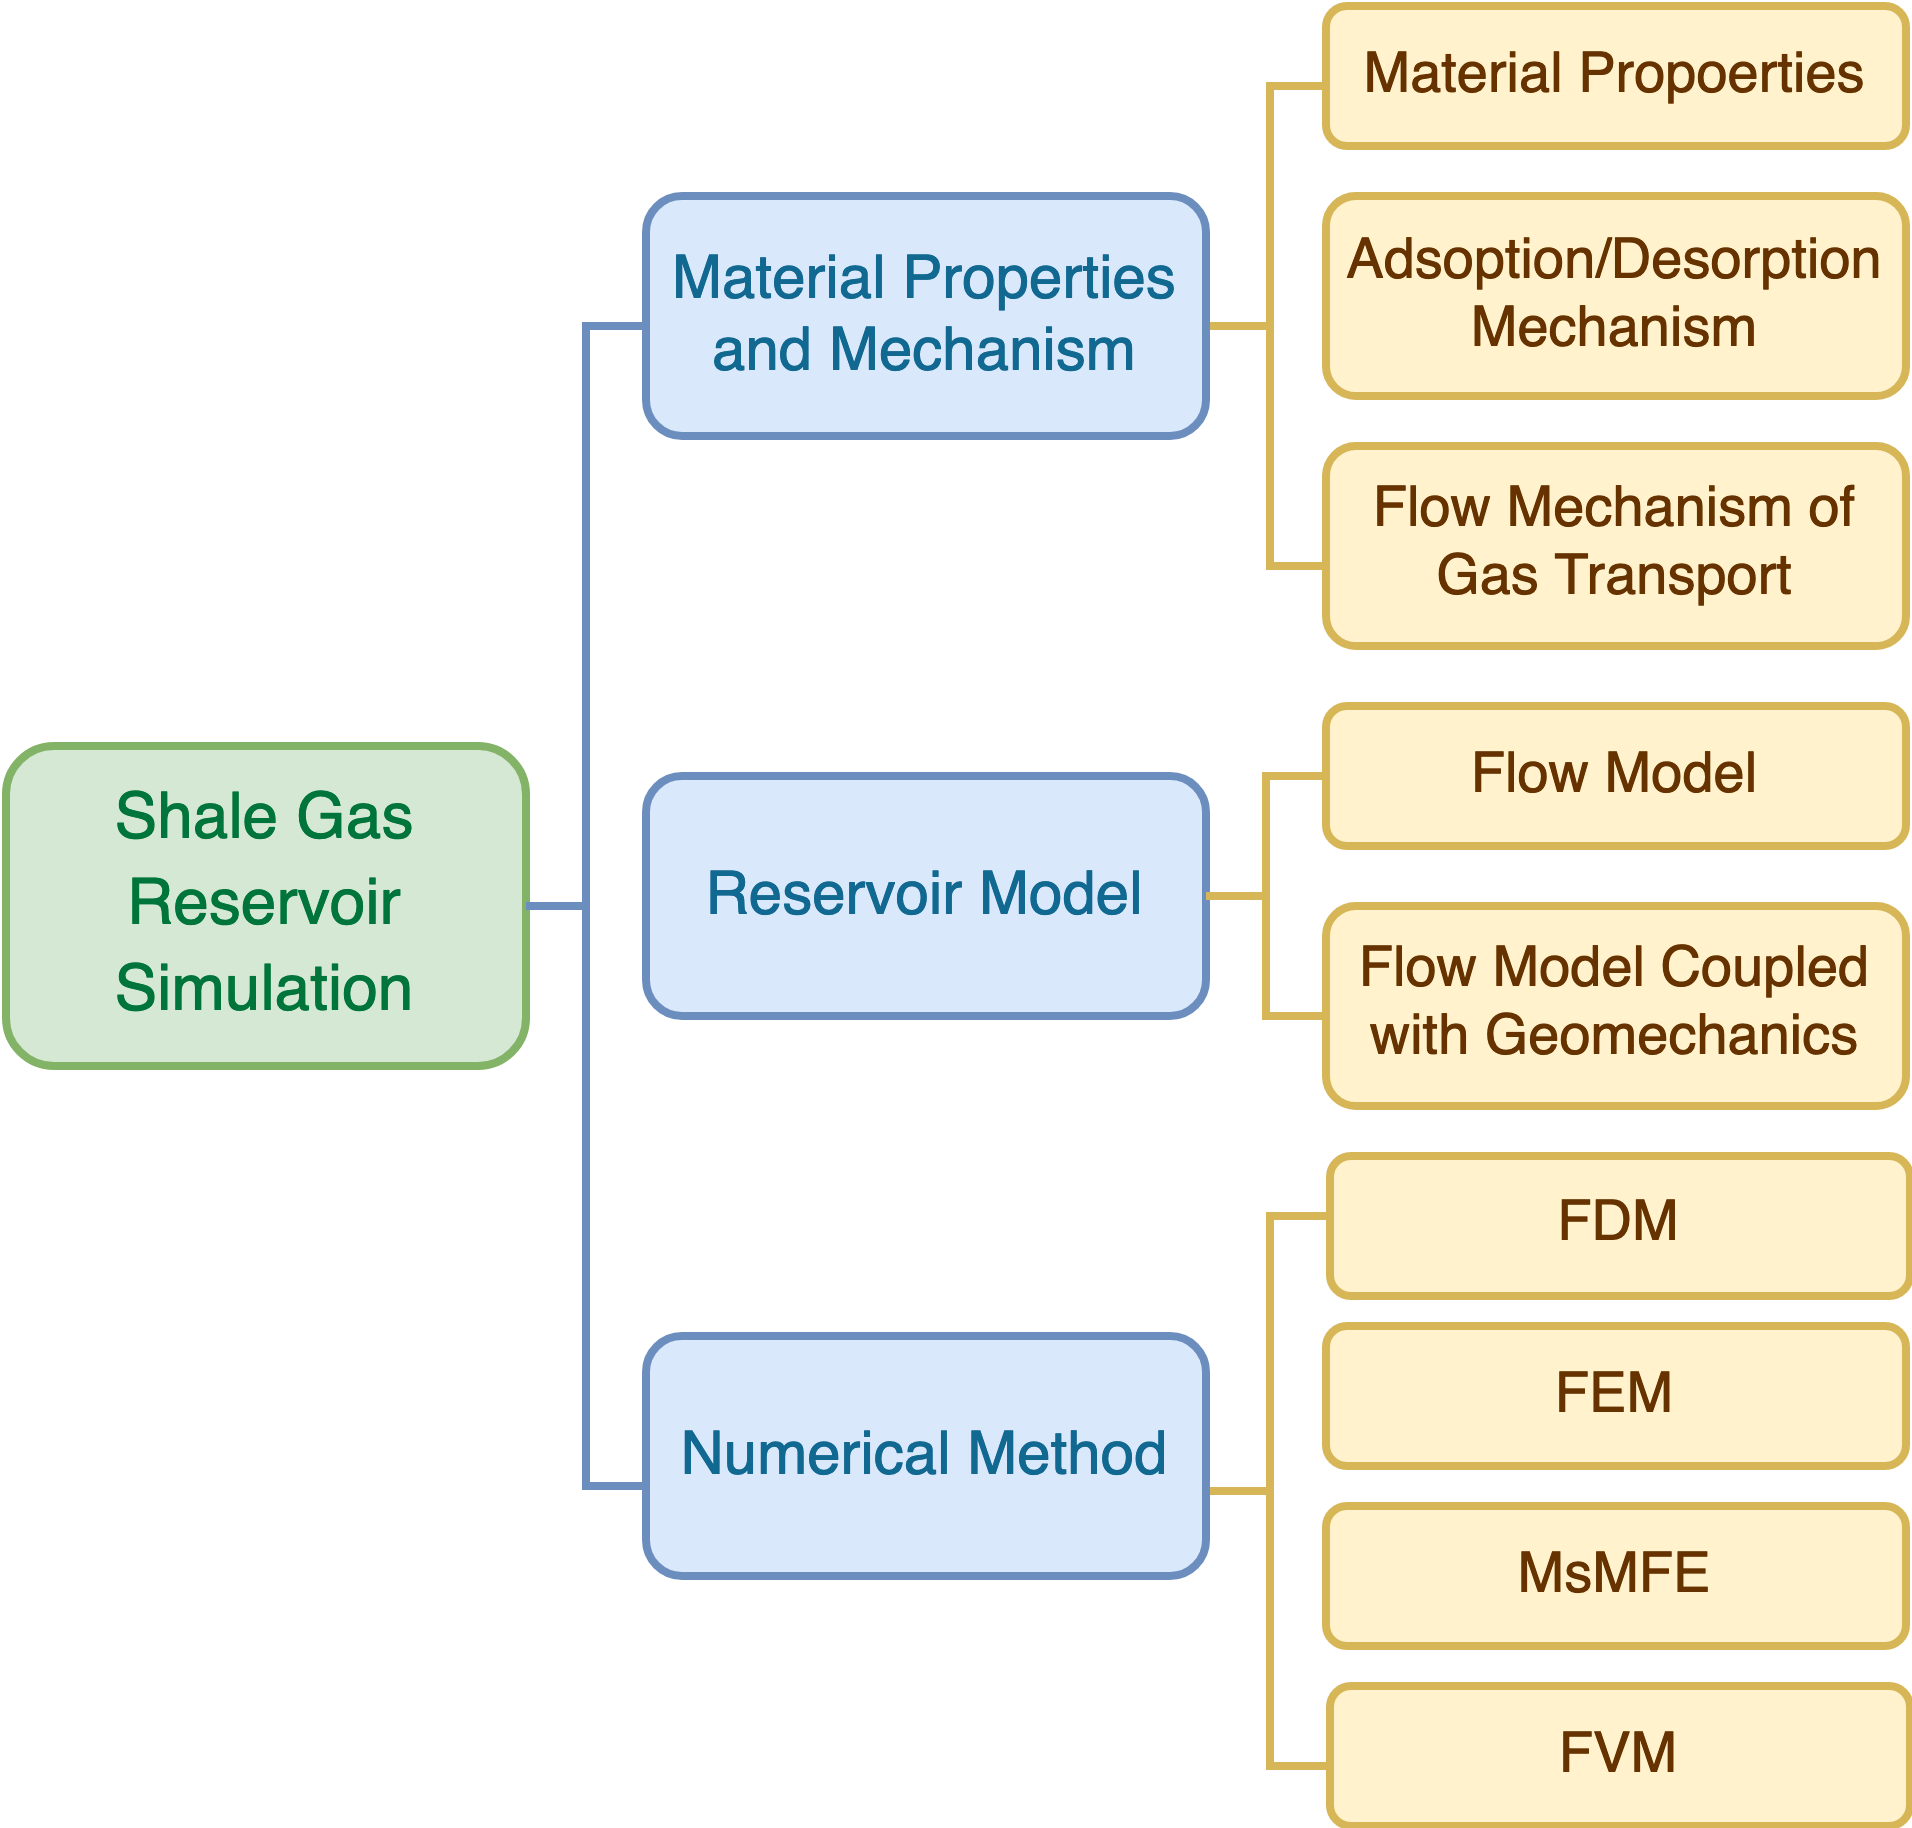 Shale Gas
Reservoir
Simulation
Material Properties
and Mechanism
Material Propoerties
Adsoption/Desorption
Mechanism
Flow Mechanism of
Gas Transport
Reservoir Model
Flow Model
Flow Model Coupled
with Geomechanics
Numerical Method
FDM
FEM
MsMFE
FVM